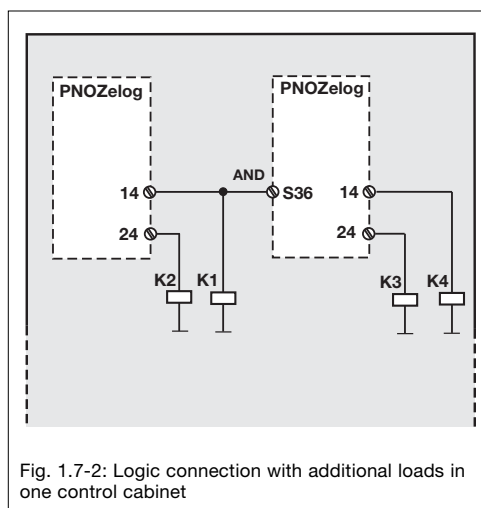 PNOZelog
PNOZelog
AND
14
S36
14
24
24
K2
K1
K3
K4
Fig. 1.7-2: Logic connection with additional loads in
one control cabinet